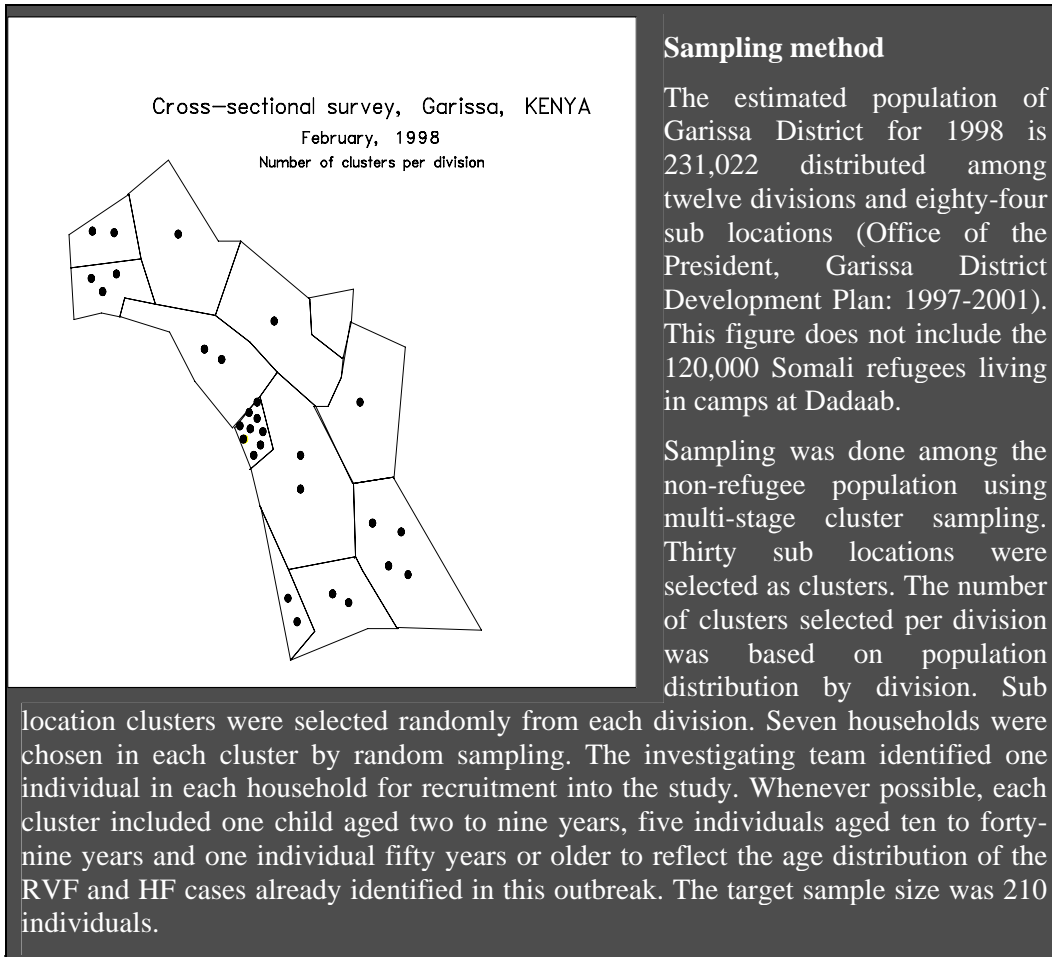 Cross-sectional survey, Garissa, KENYA
February, 1998
Number of clusters per division
Sampling method
The estimated population of
Garissa District for 1998 is
231,022 distributed among
twelve divisions and eighty-four
sub locations (Office of the
President, Garissa District
Development Plan: 1997-2001).
This figure does not include the
120,000 Somali refugees living
in camps at Dadaab.
Sampling was done among the
non-refugee population using
multi-stage cluster sampling.
Thirty sub locations were
selected as clusters. The number
of clusters selected per division
was based on population
distribution by division. Sub
location clusters were selected randomly from each division. Seven households were
chosen in each cluster by random sampling. The investigating team identified one
individual in each household for recruitment into the study. Whenever possible, each
cluster included one child aged two to nine years, five individuals aged ten to forty-
nine years and one individual fifty years or older to reflect the age distribution of the
RVF and HF cases already identified in this outbreak. The target sample size was 210
individuals.